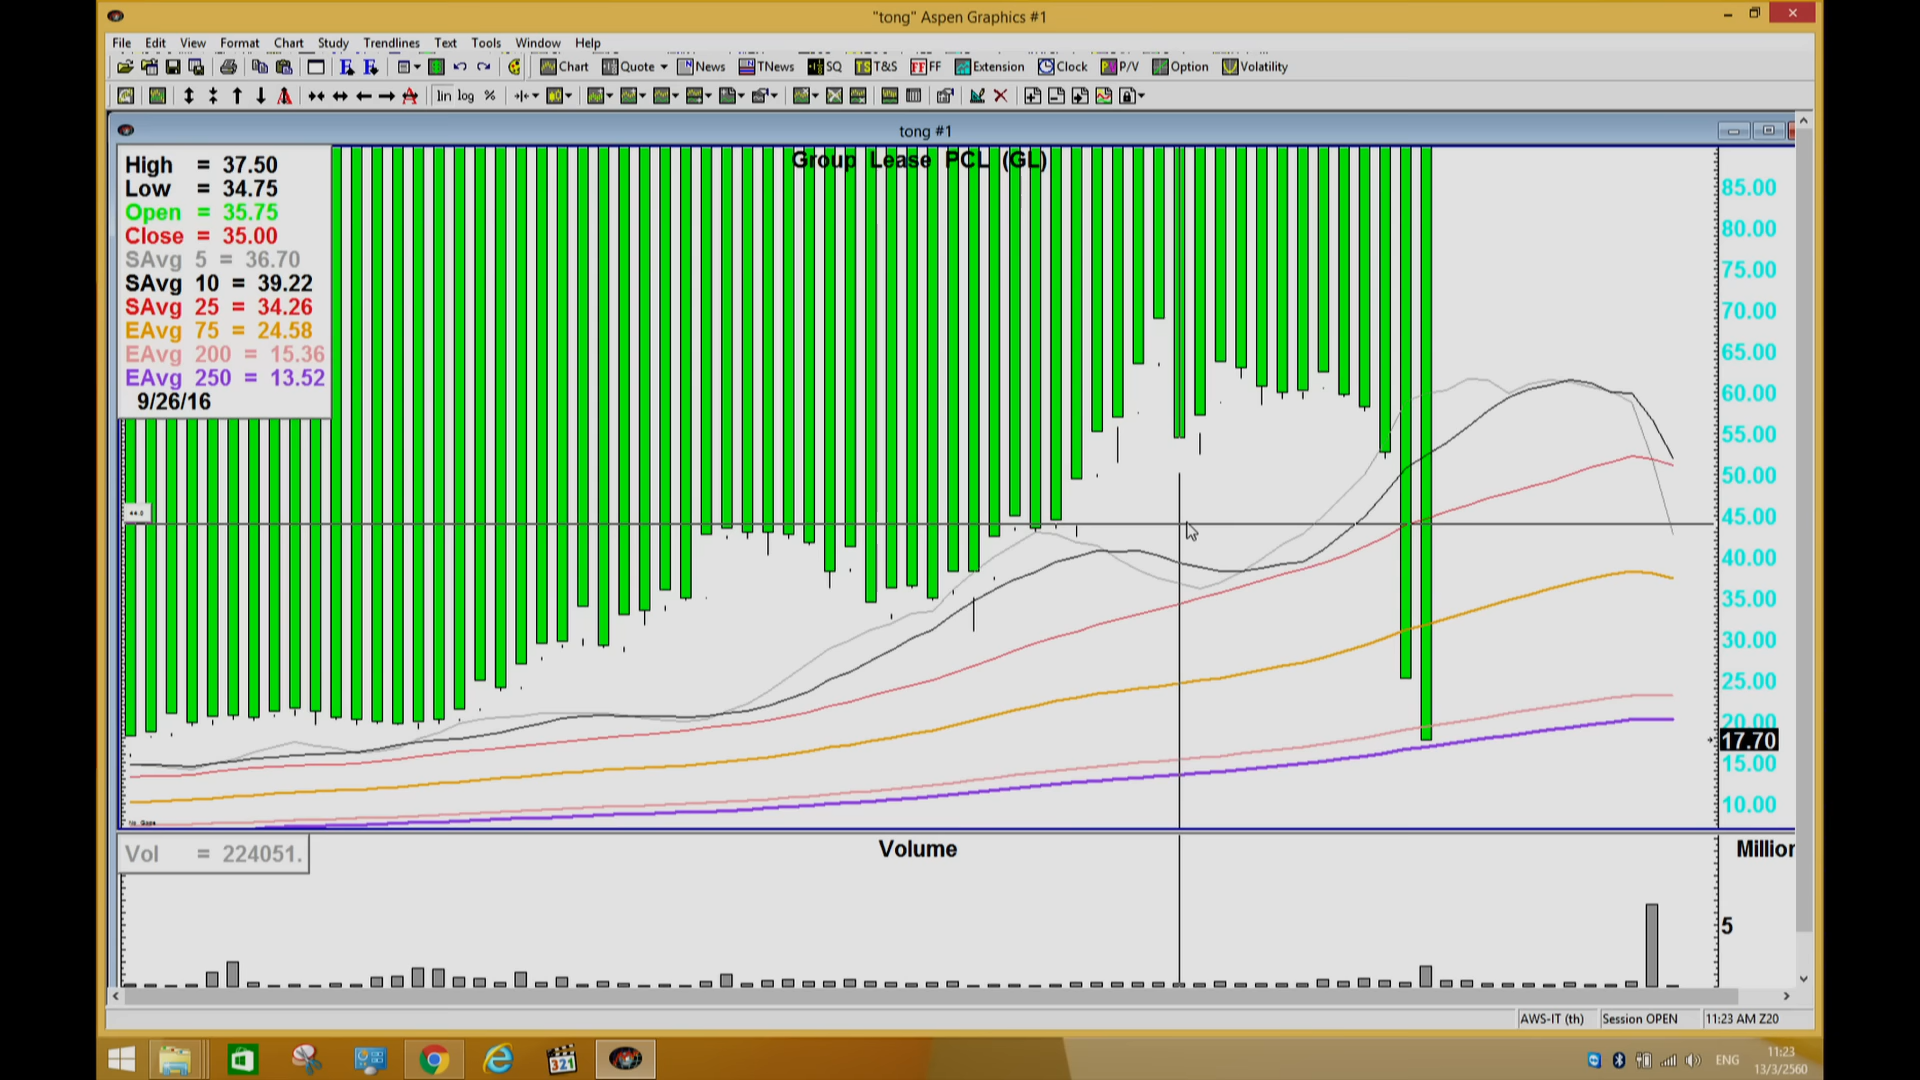 "tong" Aspen Graphics #1
File Edit View Format Chart Study Trendlines Text Tools Window Help
Chart Quote News TNews SQ T&S FF Extension Clock P/V Option Volatility
lin log %
tong #1
Group Lease PCL (GL)
High = 37.50
Low = 34.75
Open = 35.75
Close = 35.00
SAvg 5 = 36.70
SAvg 10 = 39.22
SAvg 25 = 34.26
EAvg 75 = 24.58
EAvg 200 = 15.36
EAvg 250 = 13.52
9/26/16
85.00
80.00
75.00
70.00
65.00
60.00
55.00
50.00
45.00
40.00
35.00
30.00
25.00
20.00
17.70
15.00
10.00
Vol = 224051.
Volume
Million
5
AWS-IT (th) Session OPEN 11:23 AM Z20
321
ENG
11:23
13/3/2560